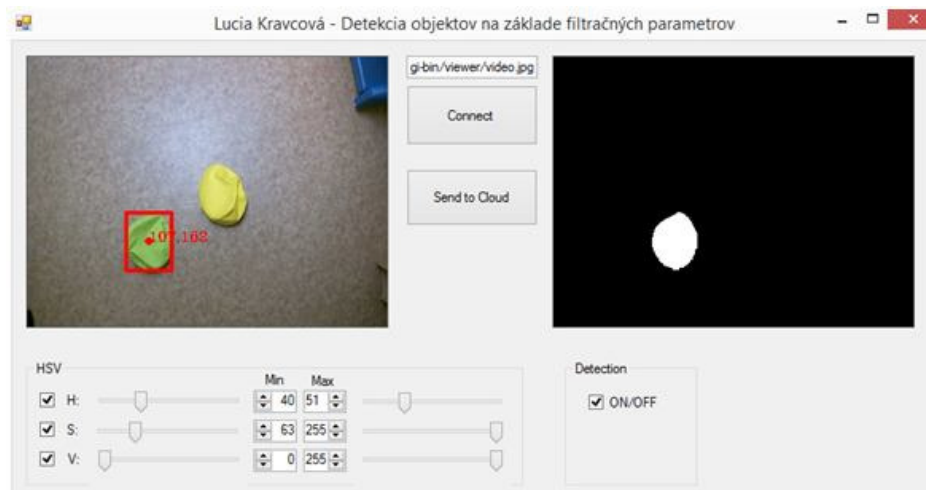 Lucia Kravcová - Detekcia objektov na základe filtračných parametrov
gi-bin/viewer/video.jpg
Connect
Send to Cloud
107,162
HSV
Min Max
H: 40 51
S: 63 255
V: 0 255
Detection
ON/OFF